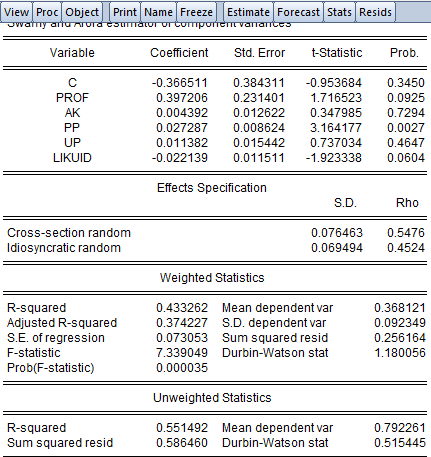 View Proc Object Print Name Freeze Estimate Forecast Stats Resids
Swamy and Arora estimator of component variances
Variable Coefficient Std. Error t-Statistic Prob.
C -0.366511 0.384311 -0.953684 0.3450
PROF 0.397206 0.231401 1.716523 0.0925
AK 0.004392 0.012622 0.347985 0.7294
PP 0.027287 0.008624 3.164177 0.0027
UP 0.011382 0.015442 0.737034 0.4647
LIKUID -0.022139 0.011511 -1.923338 0.0604
Effects Specification
S.D. Rho
Cross-section random 0.076463 0.5476
Idiosyncratic random 0.069494 0.4524
Weighted Statistics
R-squared 0.433262 Mean dependent var 0.368121
Adjusted R-squared 0.374227 S.D. dependent var 0.092349
S.E. of regression 0.073053 Sum squared resid 0.256164
F-statistic 7.339049 Durbin-Watson stat 1.180056
Prob(F-statistic) 0.000035
Unweighted Statistics
R-squared 0.551492 Mean dependent var 0.792261
Sum squared resid 0.586460 Durbin-Watson stat 0.515445